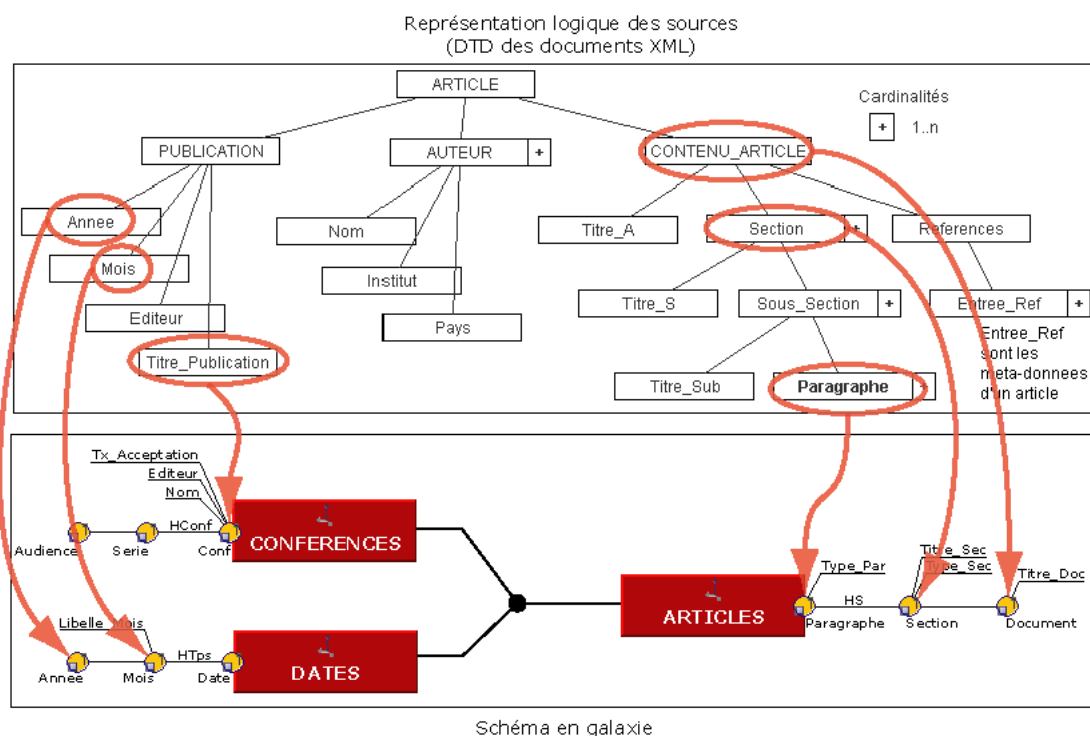 Représentation logique des sources
(DTD des documents XML)
ARTICLE
Cardinalités
+ 1..n
PUBLICATION
AUTEUR +
CONTENU_ARTICLE
Annee
Nom
Titre_A
Section +
References
Mois
Institut
Editeur
Pays
Titre_S
Sous_Section +
Entree_Ref +
Titre_Publication
Titre_Sub
Paragraphe +
Entree_Ref
sont les
meta-donnees
d'un article
Tx_Acceptation
Editeur
Nom
HConf
Audience
Serie
Conf
CONFERENCES
Type_Par
Titre_Sec
Type_Sec
Titre_Doc
HS
ARTICLES
Paragraphe
Section
Document
Libelle_Mois
HTps
Annee
Mois
Date
DATES
Schéma en galaxie